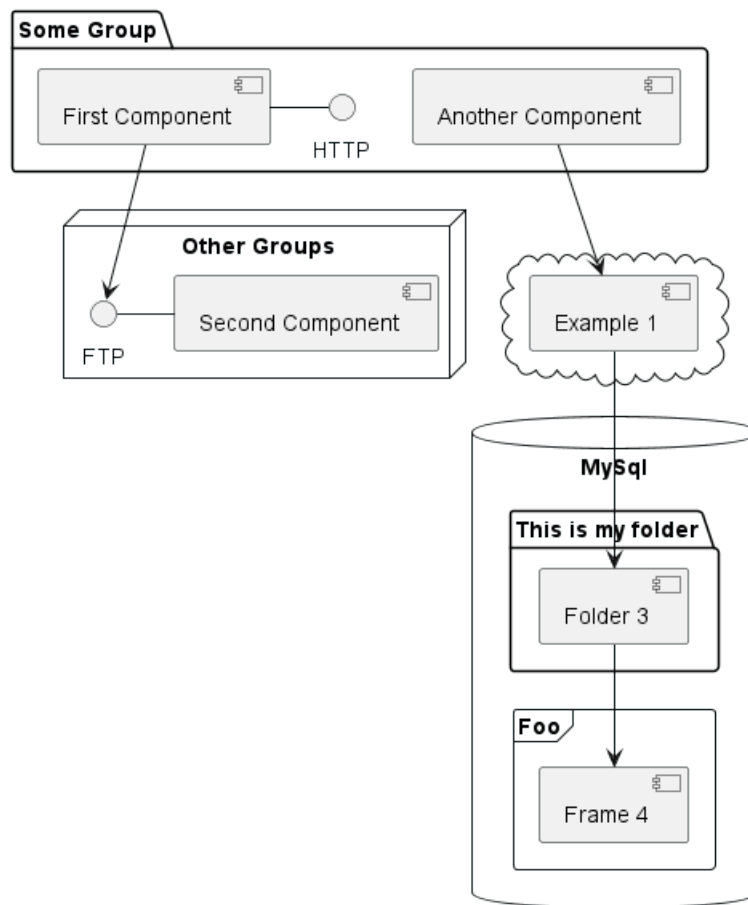 Some Group
First Component
HTTP
Another Component
Other Groups
FTP
Second Component
Example 1
MySql
This is my folder
Folder 3
Foo
Frame 4